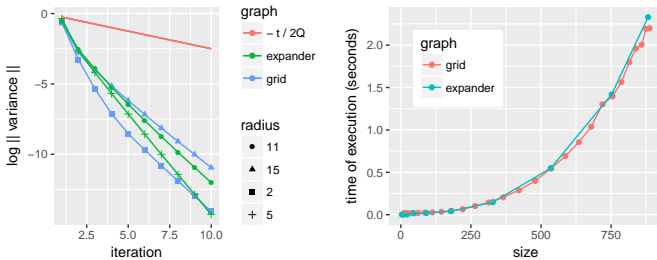 log || variance ||
0
−5
−10
2.5 5.0 7.5 10.0
iteration
graph
− t / 2Q
expander
grid
radius
11
15
2
5
time of execution (seconds)
2.0
1.5
1.0
0.5
0.0
0 250 500 750
size
graph
grid
expander